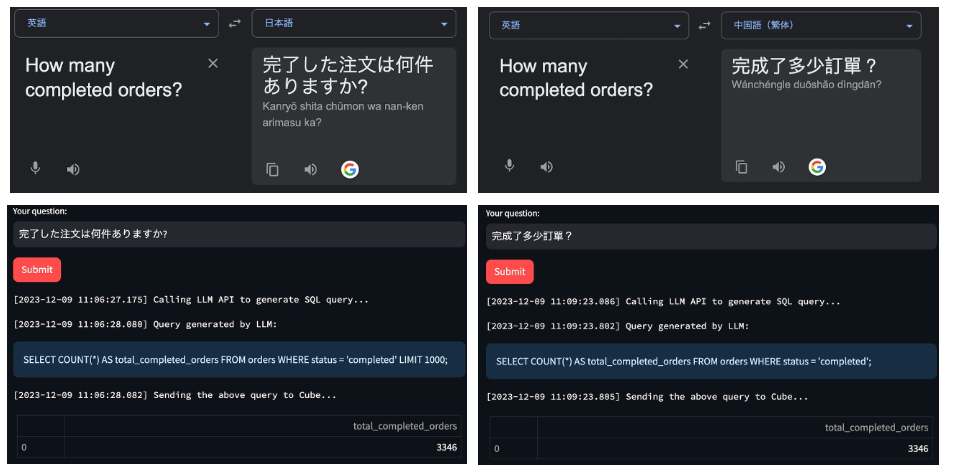 英語
日本語
How many
completed orders?
完了した注文は何件
ありますか?
Kanryō shita chūmon wa nan-ken
arimasu ka?
英語
中国語（繁体）
How many
completed orders?
完成了多少訂單？
Wánchéngle duōshǎo dìngdān?
Your question:
完了した注文は何件ありますか?
Submit
[2023-12-09 11:06:27.175] Calling LLM API to generate SQL query...
[2023-12-09 11:06:28.080] Query generated by LLM:
SELECT COUNT(*) AS total_completed_orders FROM orders WHERE status = 'completed' LIMIT 1000;
[2023-12-09 11:06:28.082] Sending the above query to Cube...
total_completed_orders
0 3346
Your question:
完成了多少訂單？
Submit
[2023-12-09 11:09:23.086] Calling LLM API to generate SQL query...
[2023-12-09 11:09:23.802] Query generated by LLM:
SELECT COUNT(*) AS total_completed_orders FROM orders WHERE status = 'completed';
[2023-12-09 11:09:23.805] Sending the above query to Cube...
total_completed_orders
0 3346